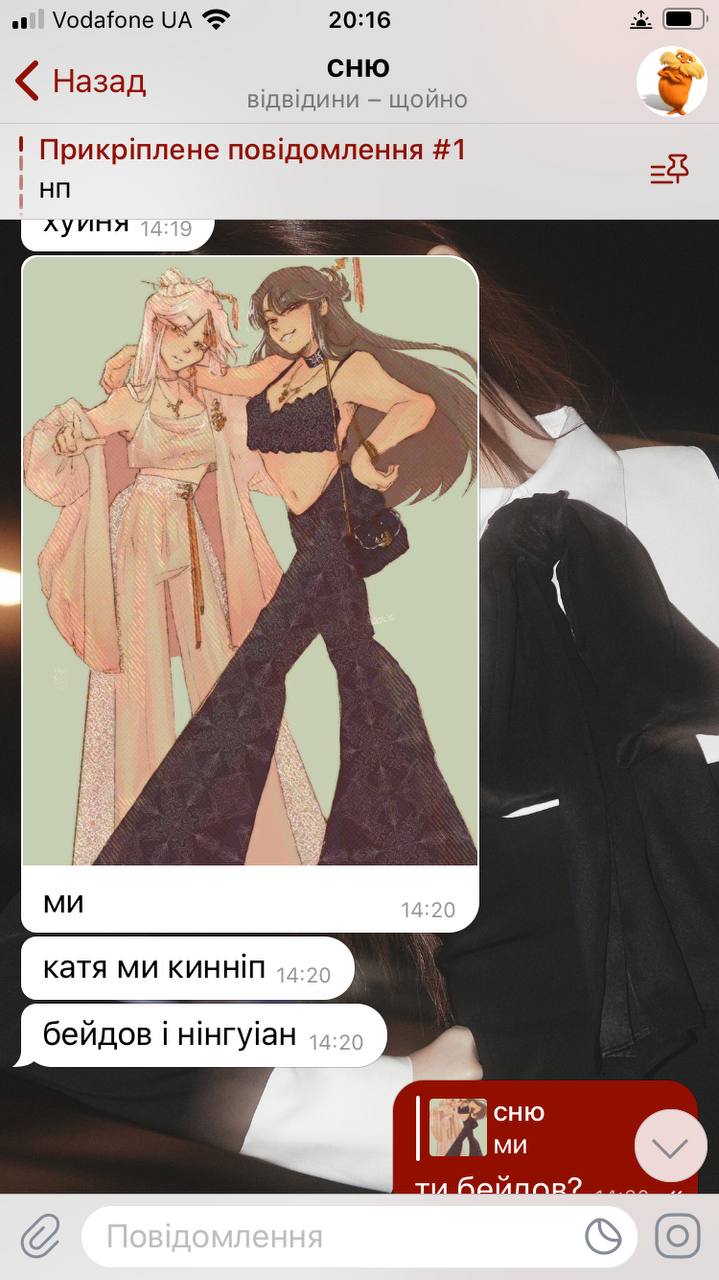 Vodafone UA
20:16
Назад
сню
відвідини – щойно
Прикріплене повідомлення #1
нп
хуйня 14:19
ми 14:20
катя ми кинніп 14:20
бейдов і нінгуіан 14:20
сню
ми
ти бейдов?
Повідомлення